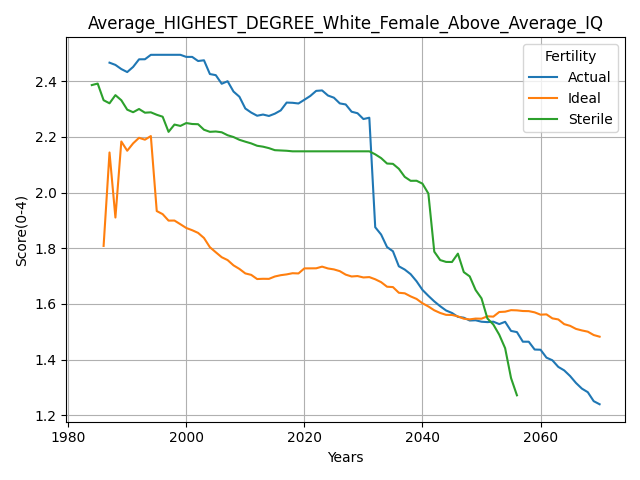 Average_HIGHEST_DEGREE_White_Female_Above_Average_IQ
Fertility
Actual
Ideal
Sterile
Score(0-4)
2.4
2.2
2.0
1.8
1.6
1.4
1.2
1980
2000
2020
2040
2060
Years